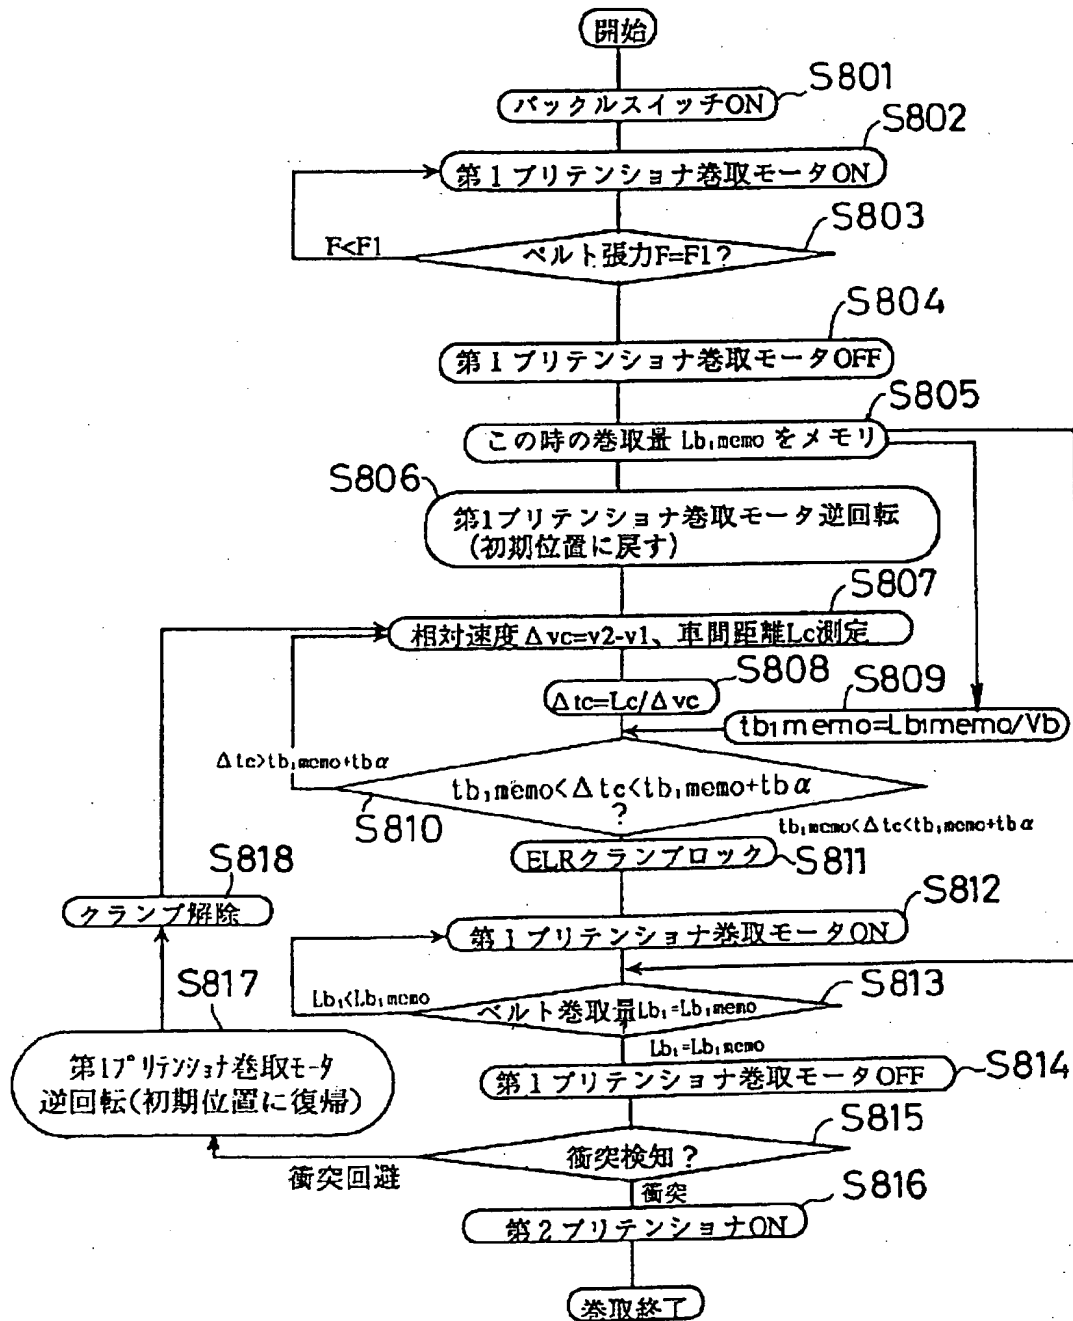 開始
S801
バックルスイッチON
S802
第1プリテンショナ巻取モータON
S803
F<F1
ベルト張力F=F1?
S804
第1プリテンショナ巻取モータOFF
S805
この時の巻取量 Lb₁memo をメモリ
S806
第1プリテンショナ巻取モータ逆回転
(初期位置に戻す)
S807
相対速度Δvc=v2-v1、車間距離Lc測定
S808
Δtc=Lc/Δvc
S809
tb₁memo=Lb₁memo/Vb
Δtc>tb₁memo+tbα
tb₁memo<Δtc<tb₁memo+tbα
?
S810
tb₁memo<Δtc<tb₁memo+tbα
ELRクランプロック
S811
S818
クランプ解除
S812
第1プリテンショナ巻取モータON
S817
Lb₁<Lb₁memo
ベルト巻取量Lb₁=Lb₁memo
S813
Lb₁=Lb₁memo
第1プリテンショナ巻取モータ
逆回転(初期位置に復帰)
第1プリテンショナ巻取モータOFF
S814
S815
衝突検知?
衝突回避
衝突
S816
第2プリテンショナON
巻取終了